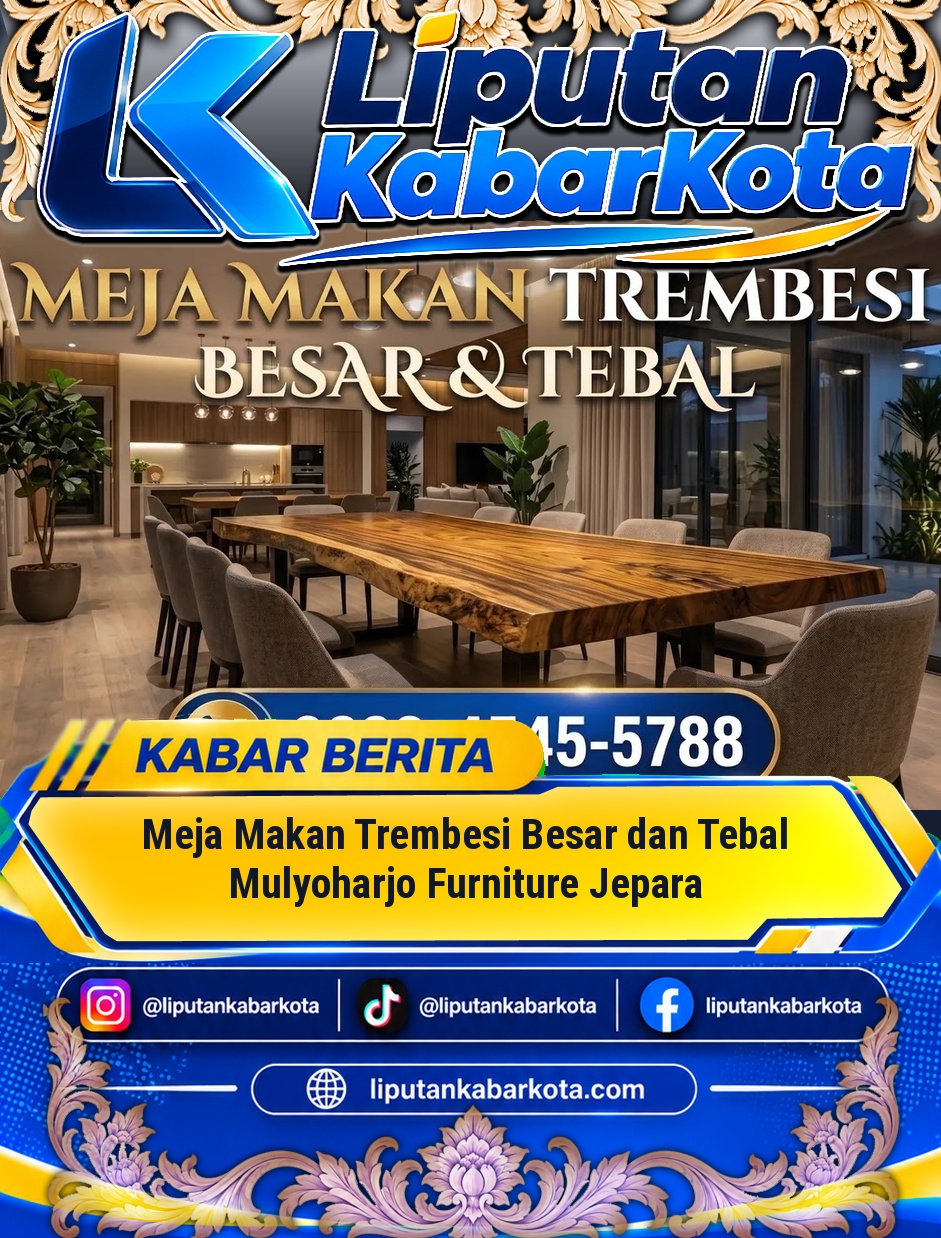 LK
Liputan
KabarKota
MEJA MAKAN TREMBESI
BESAR & TEBAL
45-5788
KABAR BERITA
Meja Makan Trembesi Besar dan Tebal
Mulyoharjo Furniture Jepara
@liputankabarkota
@liputankabarkota
liputankabarkota
liputankabarkota.com